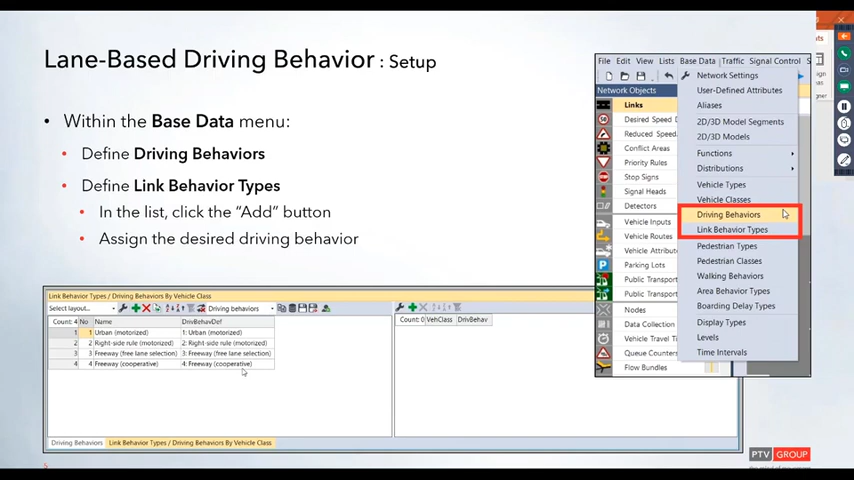 Lane-Based Driving Behavior : Setup
• Within the Base Data menu:
• Define Driving Behaviors
• Define Link Behavior Types
• In the list, click the “Add” button
• Assign the desired driving behavior
File Edit View Lists Base Data Traffic Signal Control S
Network Objects
Links
Desired Speed D
Reduced Speed
Conflict Areas
Priority Rules
Stop Signs
Signal Heads
Detectors
Vehicle Inputs
Vehicle Routes
Vehicle Attribut
Parking Lots
Public Transport
Public Transport
Nodes
Data Collection
Vehicle Travel Ti
Queue Counters
Flow Bundles
Network Settings
User-Defined Attributes
Aliases
2D/3D Model Segments
2D/3D Models
Functions
Distributions
Vehicle Types
Vehicle Classes
Driving Behaviors
Link Behavior Types
Pedestrian Types
Pedestrian Classes
Walking Behaviors
Area Behavior Types
Boarding Delay Types
Display Types
Levels
Time Intervals
Link Behavior Types / Driving Behaviors By Vehicle Class
Select layout... Driving behaviors
Count: 4 No Name DrivBehavDef
1 1 Urban (motorized) 1: Urban (motorized)
2 2 Right-side rule (motorized) 2: Right-side rule (motorized)
3 3 Freeway (free lane selection) 3: Freeway (free lane selection)
4 4 Freeway (cooperative) 4: Freeway (cooperative)
Count: 0 VehClass DrivBehav
Driving Behaviors Link Behavior Types / Driving Behaviors By Vehicle Class
5
PTV GROUP